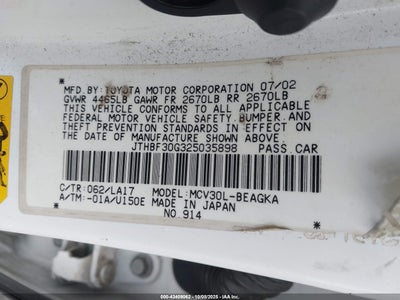 MFD. BY: TOYOTA MOTOR CORPORATION 07/02
GVWR 4465LB GAWR FR 2670LB RR 2670LB
THIS VEHICLE CONFORMS TO ALL APPLICABLE
FEDERAL MOTOR VEHICLE SAFETY, BUMPER, AND
THEFT PREVENTION STANDARDS IN EFFECT ON
THE DATE OF MANUFACTURE SHOWN ABOVE.
JTHBF30G325035898 PASS.CAR
C/TR: 062/LA17 MODEL: MCV30L-BEAGKA
A/TM: -01A/U150E MADE IN JAPAN
NO.914
000-43409062 - 10/09/2025 - WWW.IAAI.COM